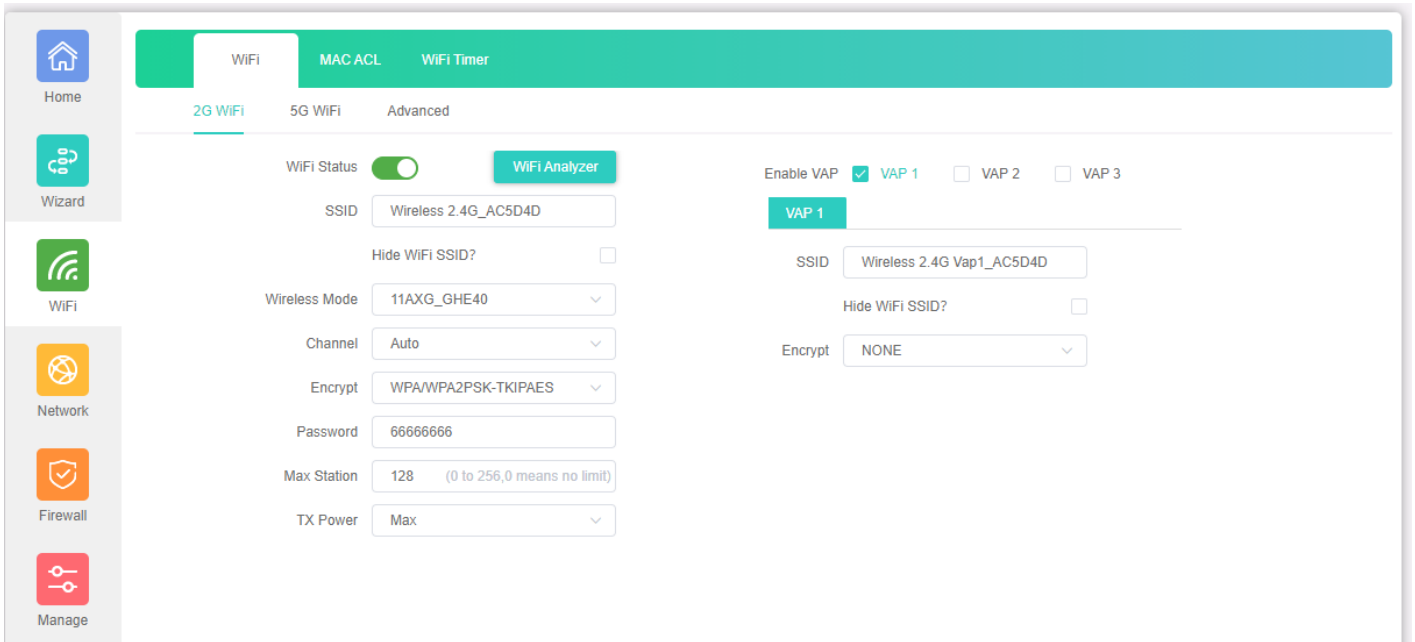 Home
Wizard
WiFi
Network
Firewall
Manage
WiFi MAC ACL WiFi Timer
2G WiFi 5G WiFi Advanced
WiFi Status WiFi Analyzer
SSID Wireless 2.4G_AC5D4D
Hide WiFi SSID?
Wireless Mode 11AXG_GHE40
Channel Auto
Encrypt WPA/WPA2PSK-TKIPAES
Password 66666666
Max Station 128 (0 to 256,0 means no limit)
TX Power Max
Enable VAP VAP 1 VAP 2 VAP 3
VAP 1
SSID Wireless 2.4G Vap1_AC5D4D
Hide WiFi SSID?
Encrypt NONE